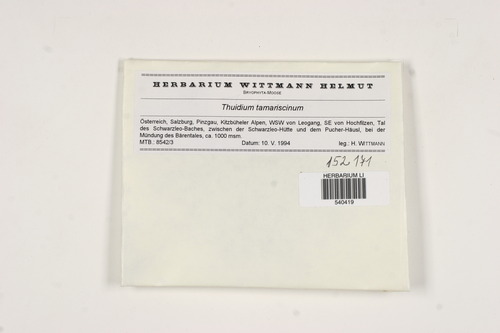 HERBARIUM WITTMANN HELMUT
BRYOPHYTA-MOOSE
Thuidium tamariscinum
Österreich, Salzburg, Pinzgau, Kitzbüheler Alpen, WSW von Leogang, SE von Hochfilzen, Tal
des Schwarzleo-Baches, zwischen der Schwarzleo-Hütte und dem Pucher-Häusl, bei der
Mündung des Bärentales, ca. 1000 msm.
MTB : 8542/3 Datum: 10. V. 1994 leg.: H. WITTMANN
152 171
HERBARIUM LI
540419